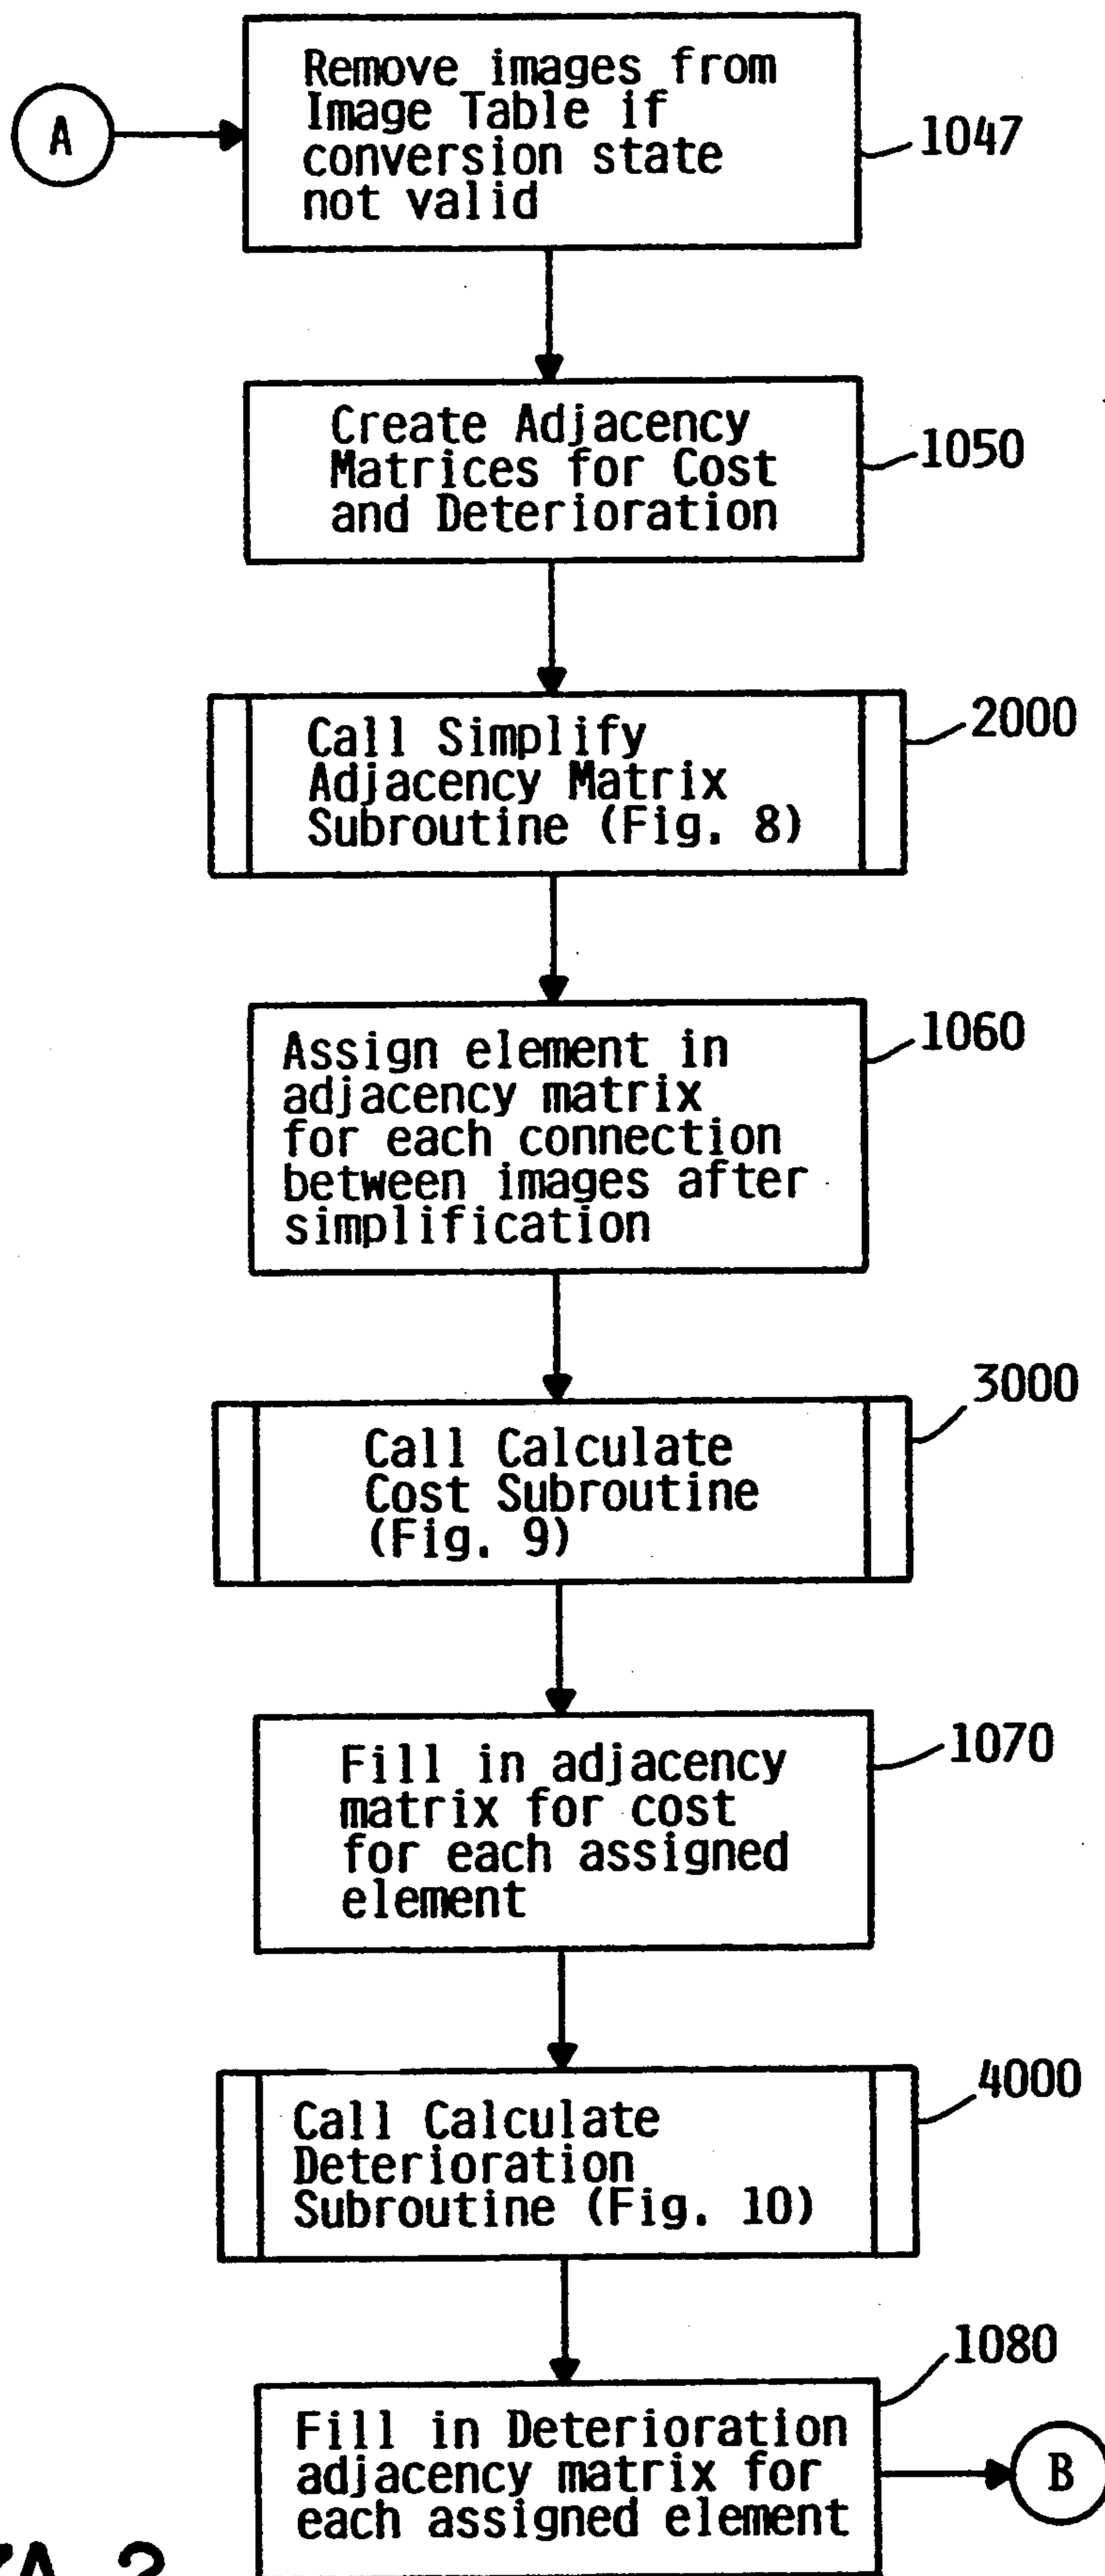 A
Remove images from
Image Table if
conversion state
not valid
1047
Create Adjacency
Matrices for Cost
and Deterioration
1050
Call Simplify
Adjacency Matrix
Subroutine (Fig. 8)
2000
Assign element in
adjacency matrix
for each connection
between images after
simplification
1060
Call Calculate
Cost Subroutine
(Fig. 9)
3000
Fill in adjacency
matrix for cost
for each assigned
element
1070
Call Calculate
Deterioration
Subroutine (Fig. 10)
4000
Fill in Deterioration
adjacency matrix for
each assigned element
1080
B